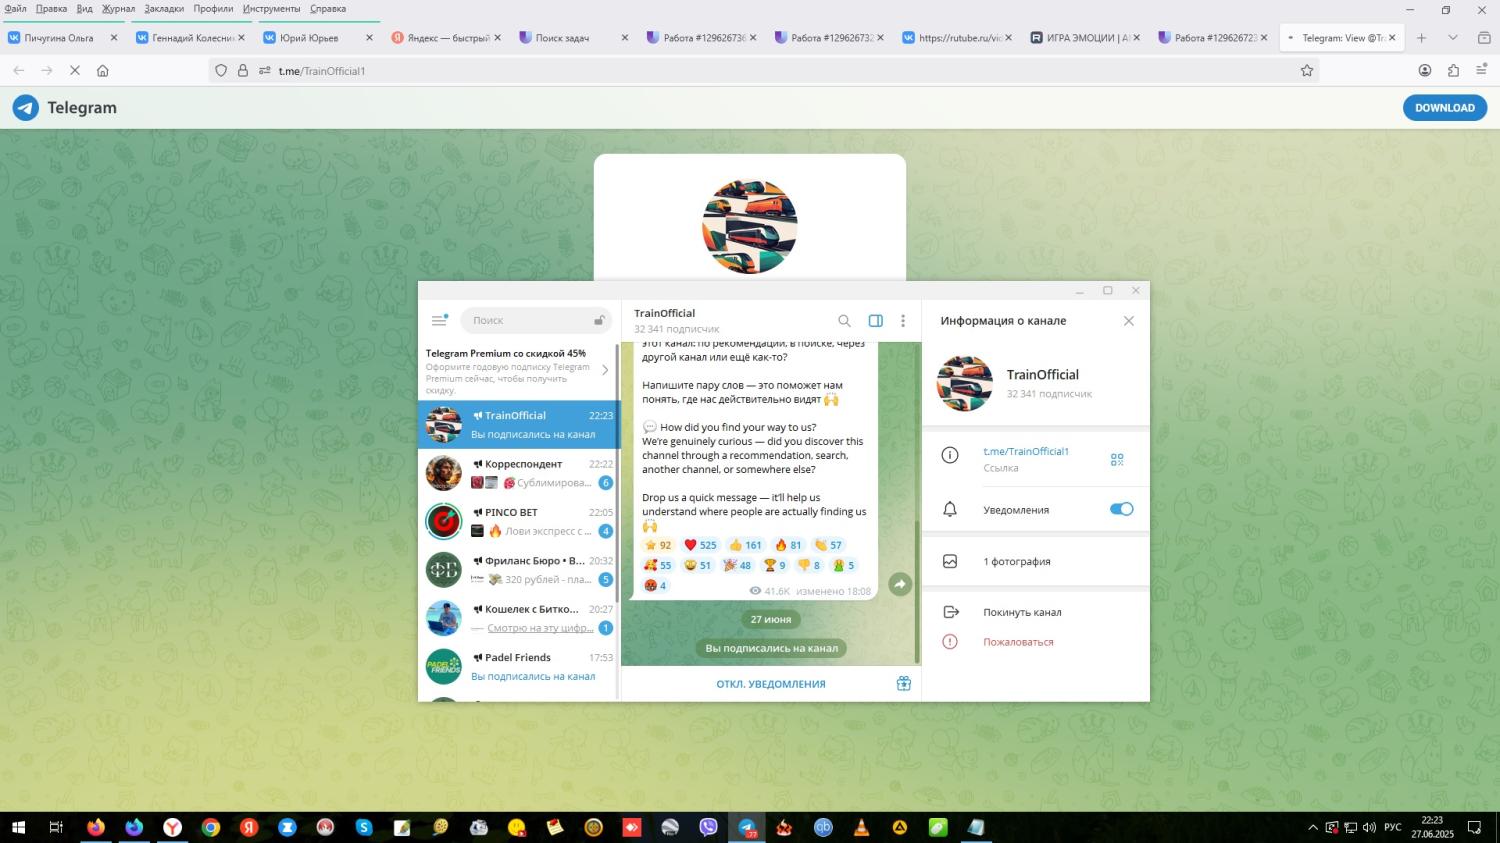 Файл Правка Вид Журнал Закладки Профили Инструменты Справка
Пичугина Ольга
Геннадий Колесник
Юрий Юрьев
Яндекс — быстрый
Поиск задач
Работа #129626736
Работа #129626732
https://rutube.ru/vic
ИГРА ЭМОЦИИ | А
Работа #129626723
Telegram: View @Tr
t.me/TrainOfficial1
Telegram
DOWNLOAD
Поиск
Telegram Premium со скидкой 45%
Оформите годовую подписку Telegram
Premium сейчас, чтобы получить
скидку.
TrainOfficial 22:23
Вы подписались на канал
Корреспондент 22:22
Сублимирова... 6
PINCO BET 22:05
Лови экспресс с ... 4
Фриланс Бюро • В... 20:32
320 рублей - пла... 5
Кошелек с Битко... 20:27
Смотрю на эту цифр... 1
Padel Friends 17:53
Вы подписались на канал
TrainOfficial
32 341 подписчик
этот канал: по рекомендации, в поиске, через
другой канал или ещё как-то?
Напишите пару слов — это поможет нам
понять, где нас действительно видят
How did you find your way to us?
We're genuinely curious — did you discover this
channel through a recommendation, search,
another channel, or somewhere else?
Drop us a quick message — it'll help us
understand where people are actually finding us
92 525 161 81 57
55 51 48 9 8 5
4
41.6K изменено 18:08
27 июня
Вы подписались на канал
ОТКЛ. УВЕДОМЛЕНИЯ
Информация о канале
TrainOfficial
32 341 подписчик
t.me/TrainOfficial1
Ссылка
Уведомления
1 фотография
Покинуть канал
Пожаловаться
РУС
22:23
27.06.2025